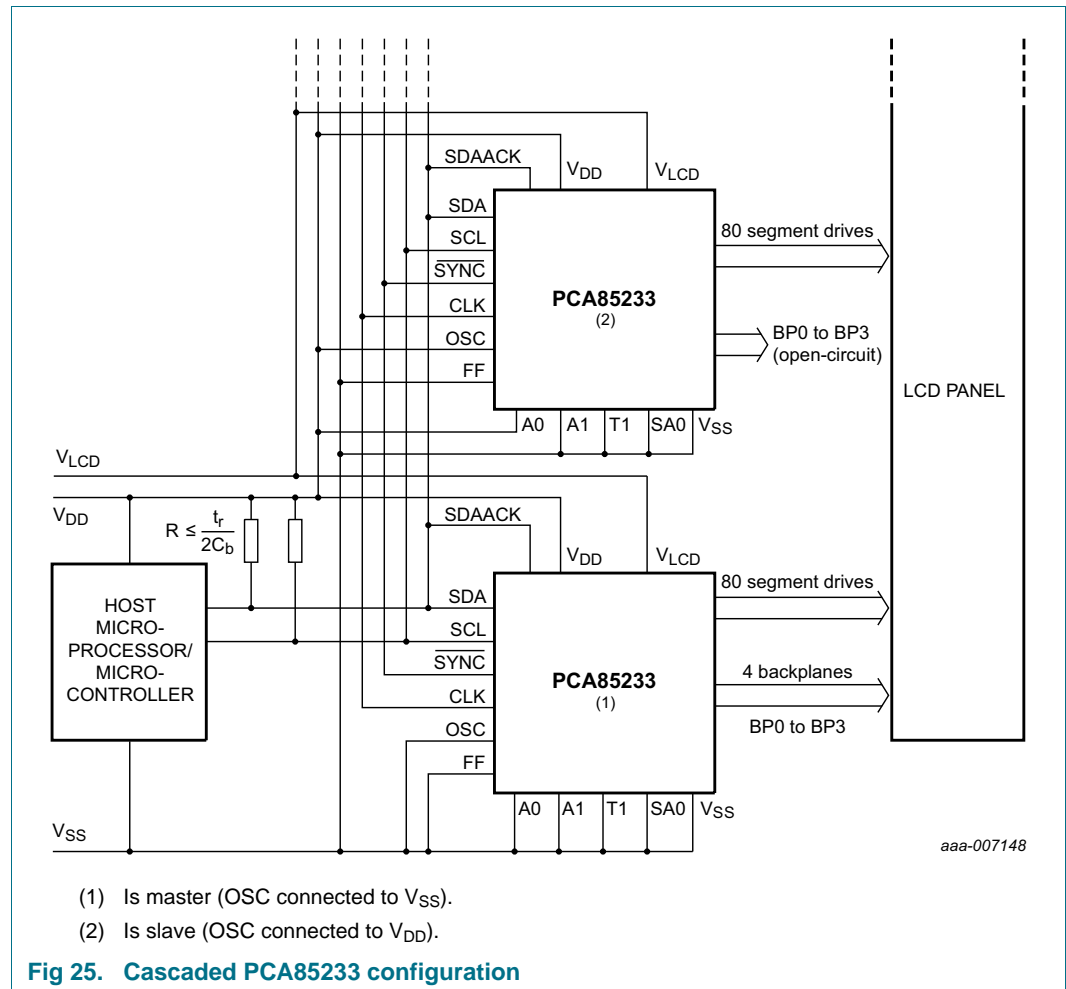 SDAACK
VDD
VLCD
SDA
SCL
SYNC
CLK
OSC
FF
PCA85233
(2)
80 segment drives
BP0 to BP3
(open-circuit)
LCD PANEL
A0 A1 T1 SA0 VSS
VLCD
VDD
R ≤ tr
2Cb
SDAACK
VDD
VLCD
HOST
MICRO-
PROCESSOR/
MICRO-
CONTROLLER
SDA
SCL
SYNC
CLK
OSC
FF
PCA85233
(1)
80 segment drives
4 backplanes
BP0 to BP3
A0 A1 T1 SA0 VSS
VSS
aaa-007148
(1) Is master (OSC connected to VSS).
(2) Is slave (OSC connected to VDD).
Fig 25. Cascaded PCA85233 configuration